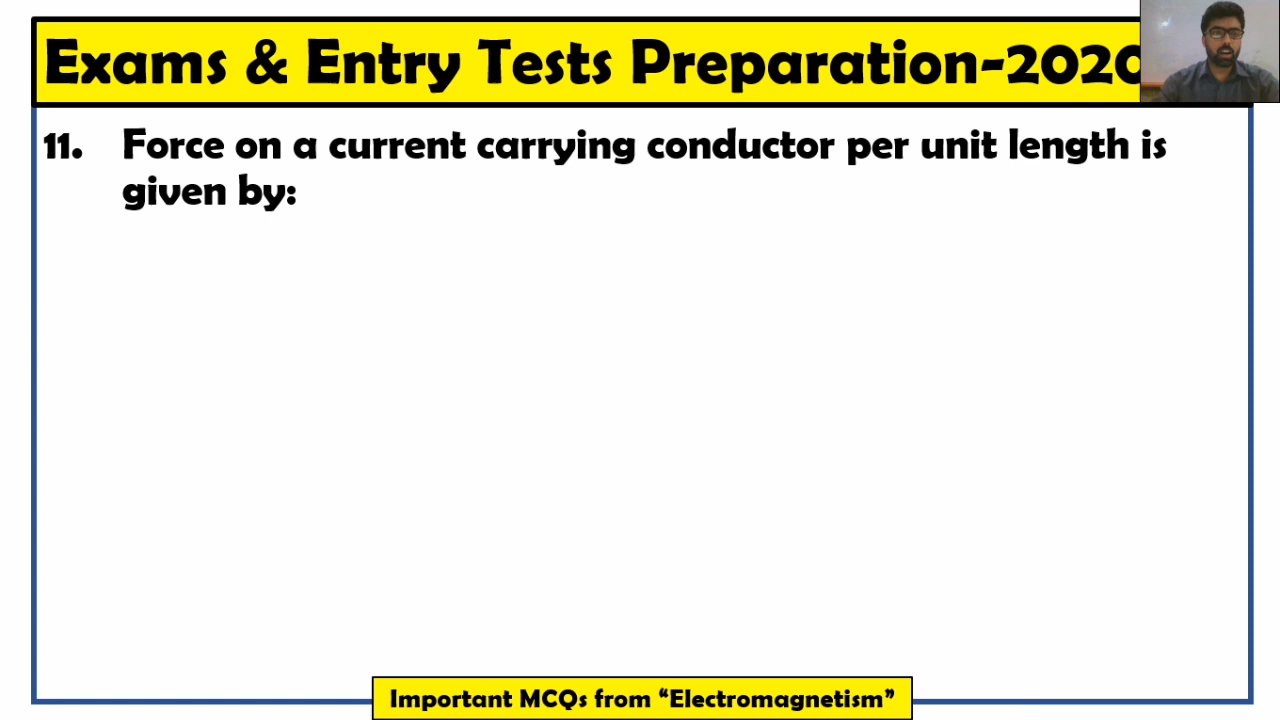 Exams & Entry Tests Preparation-2020
11. Force on a current carrying conductor per unit length is
given by:
Important MCQs from “Electromagnetism”